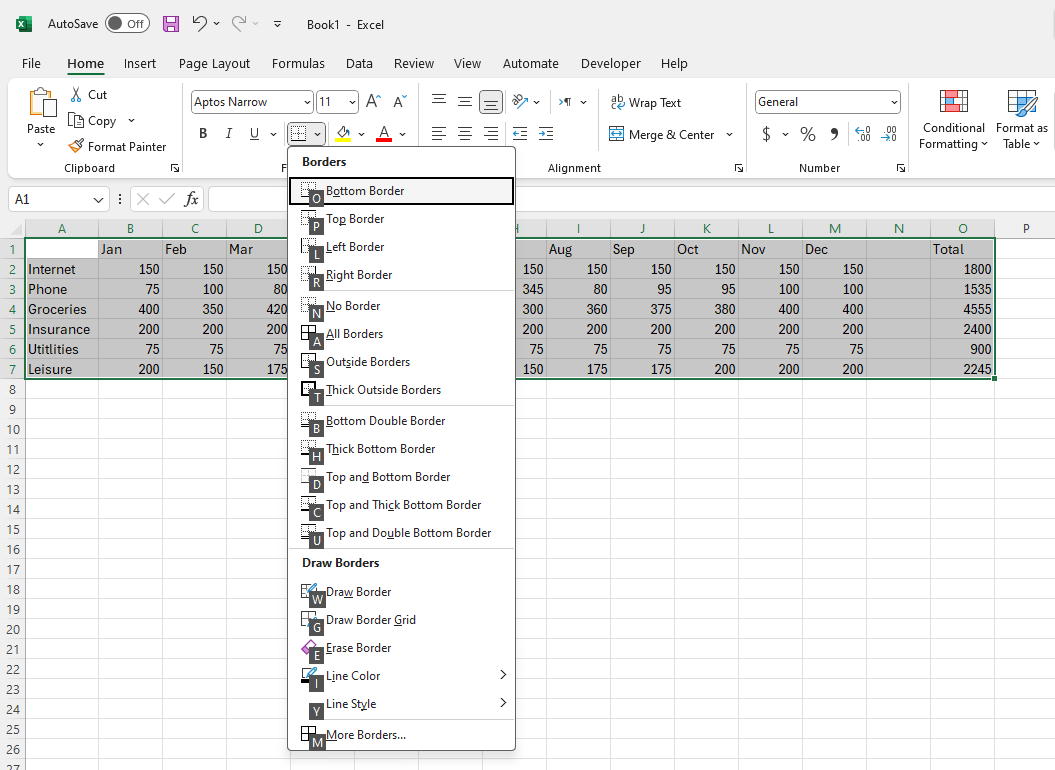 AutoSave Off Book1 - Excel
File Home Insert Page Layout Formulas Data Review View Automate Developer Help
Paste
Cut
Copy
Format Painter
Clipboard
Aptos Narrow 11
B I U A
Wrap Text
Merge & Center
Alignment
General
$ % 9 .00 .00
Number
Conditional Formatting
Format as Table
A1 fx
Borders
O Bottom Border
P Top Border
L Left Border
R Right Border
N No Border
A All Borders
S Outside Borders
T Thick Outside Borders
B Bottom Double Border
H Thick Bottom Border
D Top and Bottom Border
C Top and Thick Bottom Border
U Top and Double Bottom Border
Draw Borders
W Draw Border
G Draw Border Grid
E Erase Border
I Line Color
Y Line Style
M More Borders...
A B C D I J K L M N O P
1 Jan Feb Mar Aug Sep Oct Nov Dec Total
2 Internet 150 150 150 150 150 150 150 150 150 1800
3 Phone 75 100 80 345 80 95 95 100 100 1535
4 Groceries 400 350 420 300 360 375 380 400 400 4555
5 Insurance 200 200 200 200 200 200 200 200 200 2400
6 Utitlities 75 75 75 75 75 75 75 75 75 900
7 Leisure 200 150 175 150 175 175 200 200 200 2245
8
9
10
11
12
13
14
15
16
17
18
19
20
21
22
23
24
25
26
27